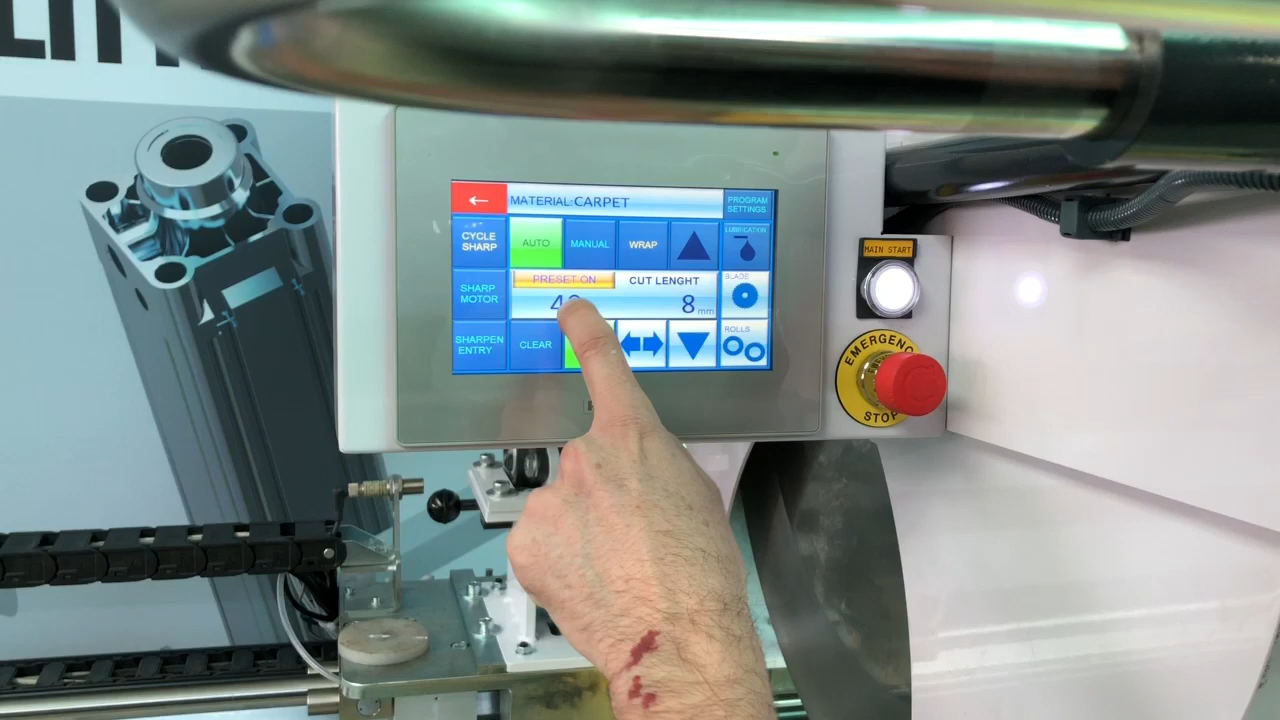 MATERIAL:CARPET
PROGRAM
SETTINGS
CYCLE
SHARP
AUTO
MANUAL
WRAP
LUBRICATION
SHARP
MOTOR
PRESET ON
CUT LENGHT
8 mm
BLADE
SHARPEN
ENTRY
CLEAR
ROLLS
MAIN START
EMERGENC
STOP